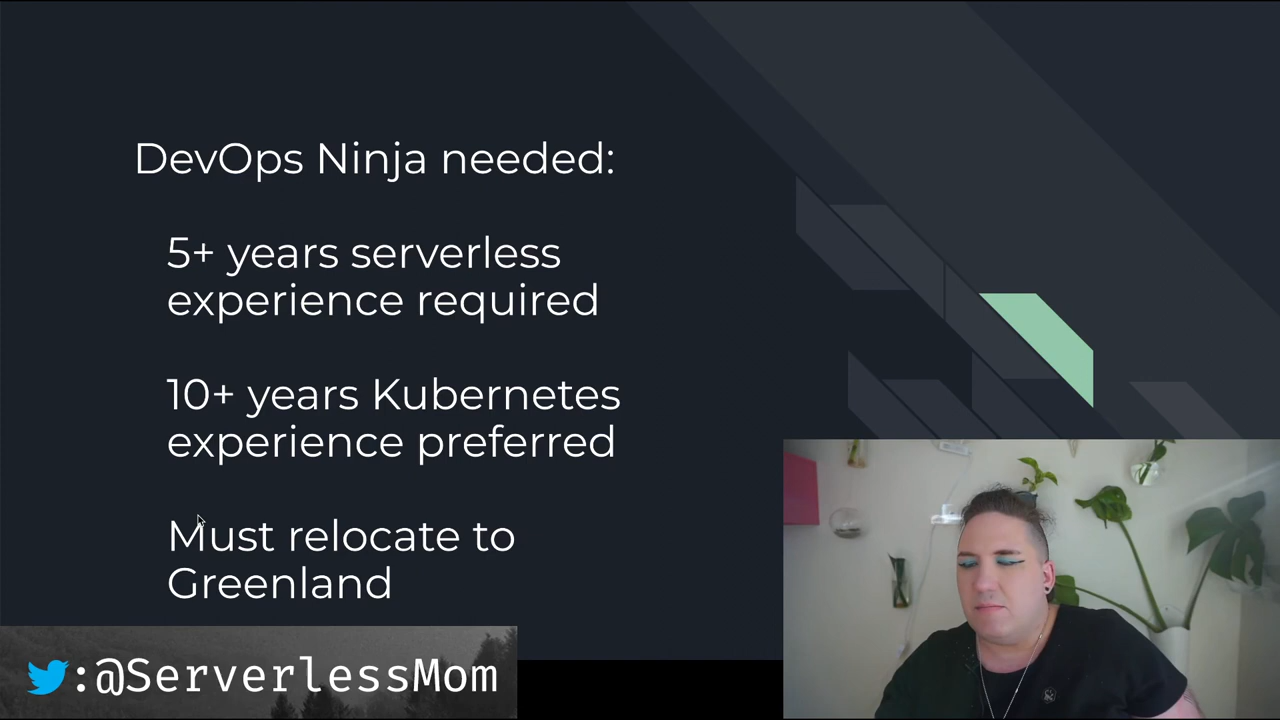 DevOps Ninja needed:
5+ years serverless
experience required
10+ years Kubernetes
experience preferred
Must relocate to
Greenland
:@ServerlessMom